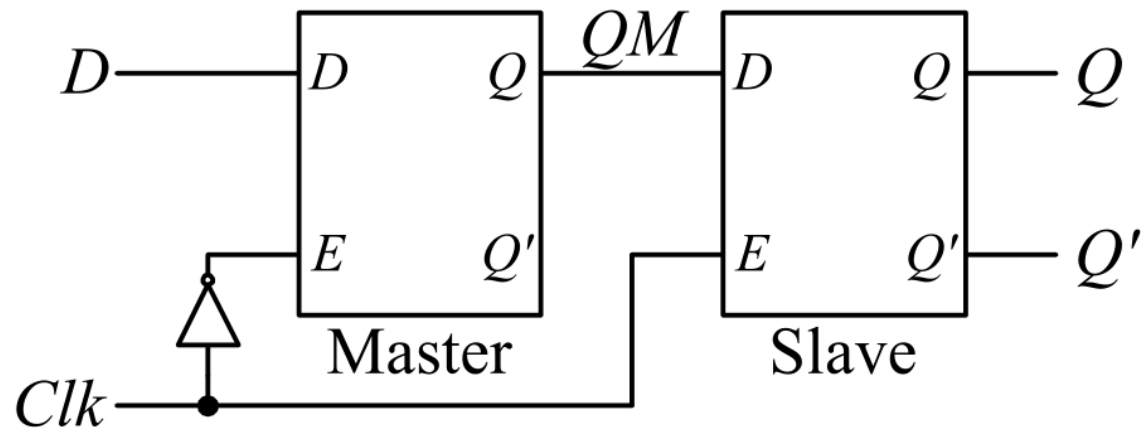 QM
D D Q D Q Q
E Q' E Q' Q'
Master Slave
Clk